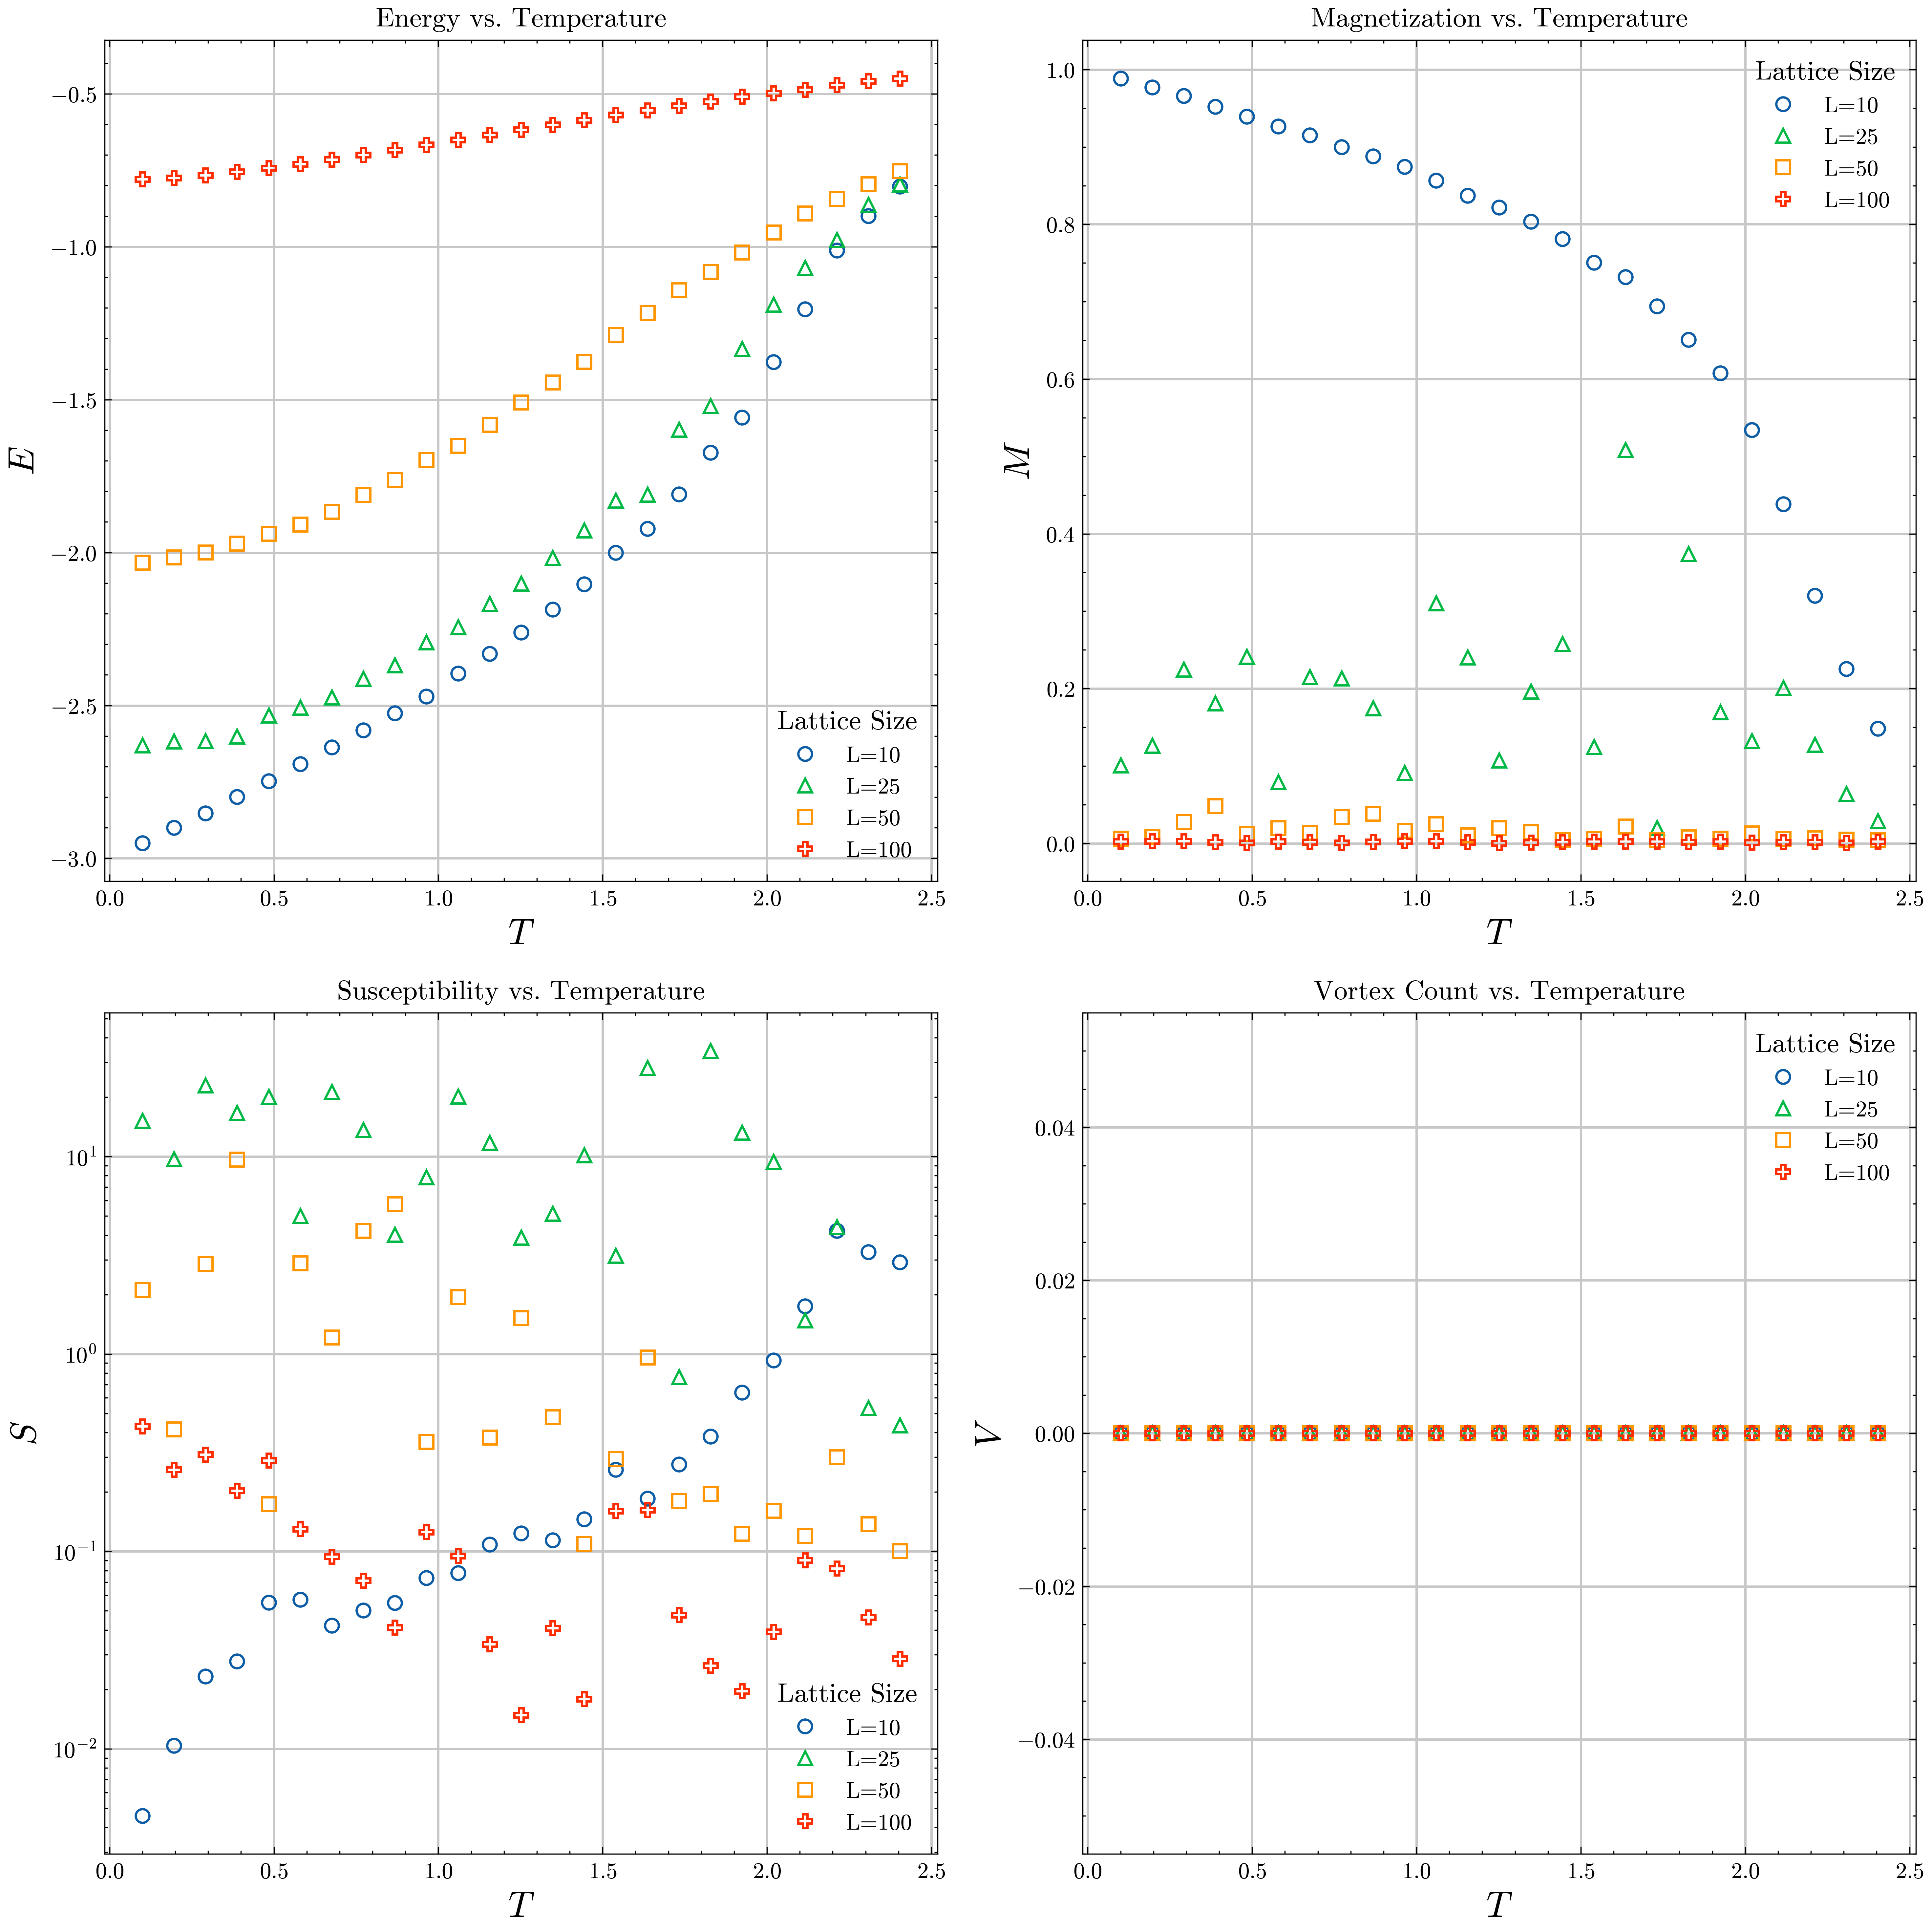 Energy vs. Temperature
−0.5
−1.0
−1.5
−2.0
−2.5
−3.0
E
0.0 0.5 1.0 1.5 2.0 2.5
T
Lattice Size
L=10
L=25
L=50
L=100
Magnetization vs. Temperature
1.0
0.8
0.6
0.4
0.2
0.0
M
0.0 0.5 1.0 1.5 2.0 2.5
T
Lattice Size
L=10
L=25
L=50
L=100
Susceptibility vs. Temperature
10¹
10⁰
10⁻¹
10⁻²
S
0.0 0.5 1.0 1.5 2.0 2.5
T
Lattice Size
L=10
L=25
L=50
L=100
Vortex Count vs. Temperature
0.04
0.02
0.00
−0.02
−0.04
V
0.0 0.5 1.0 1.5 2.0 2.5
T
Lattice Size
L=10
L=25
L=50
L=100